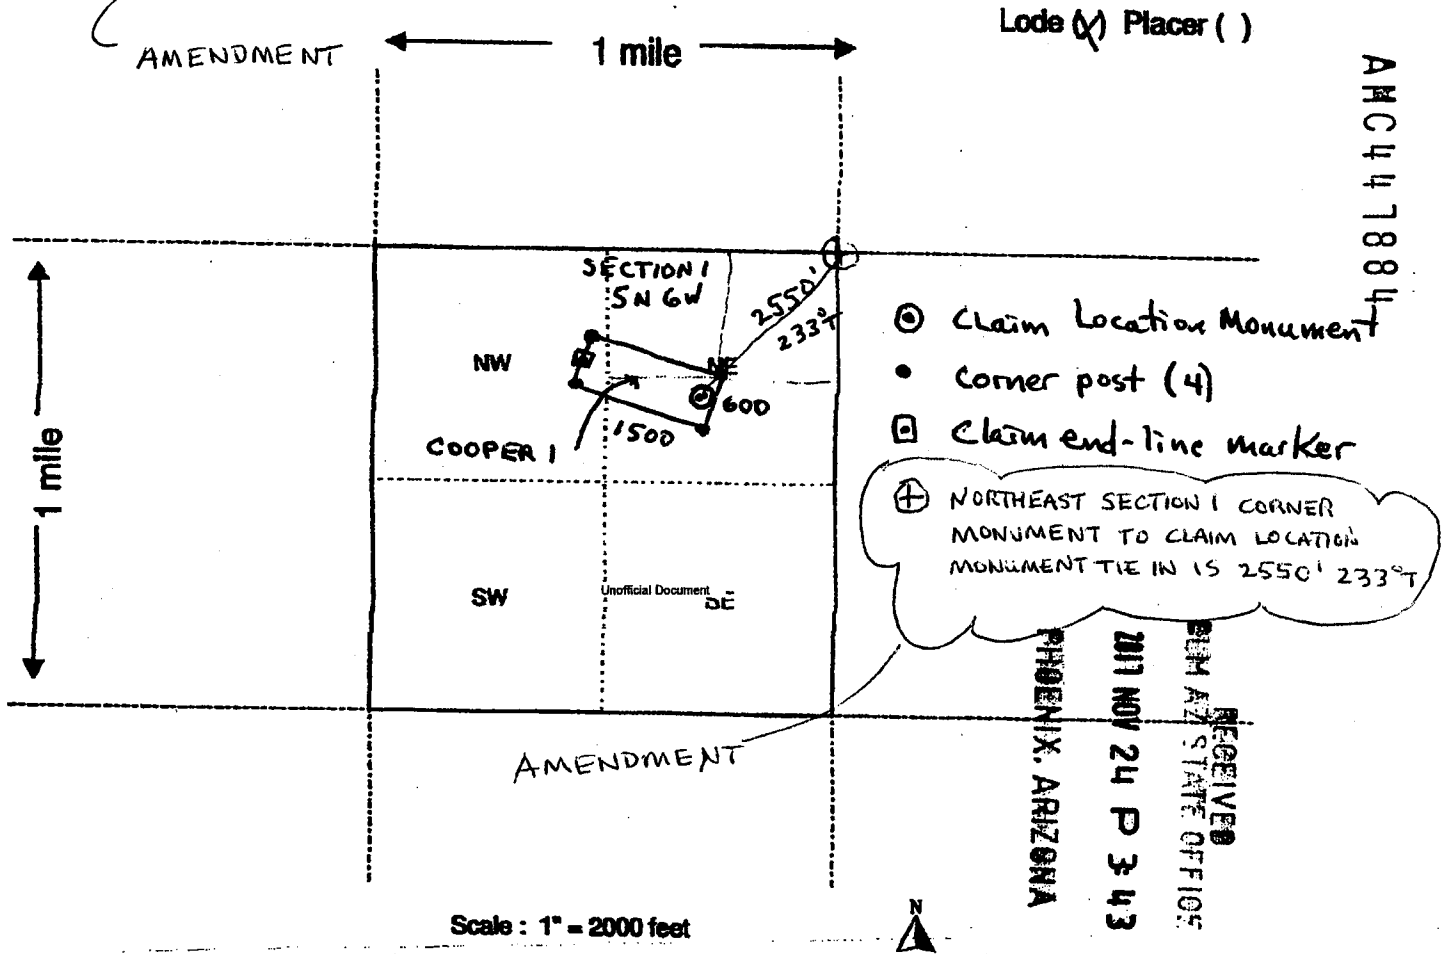 Lode (X) Placer ( )
AMENDMENT
1 mile
AMC447884
SECTION 1
5N 6W
2550'
233°T
NW
NE
600
1500
COOPER 1
1 mile
Claim Location Monument
Corner post (4)
Claim end-line marker
NORTHEAST SECTION 1 CORNER
MONUMENT TO CLAIM LOCATION
MONUMENT TIE IN IS 2550' 233°T
SW
Unofficial Document
SE
AMENDMENT
RECEIVED
BLM AZ STATE OFFICE
2017 NOV 24 P 3:43
PHOENIX, ARIZONA
Scale : 1" = 2000 feet
N